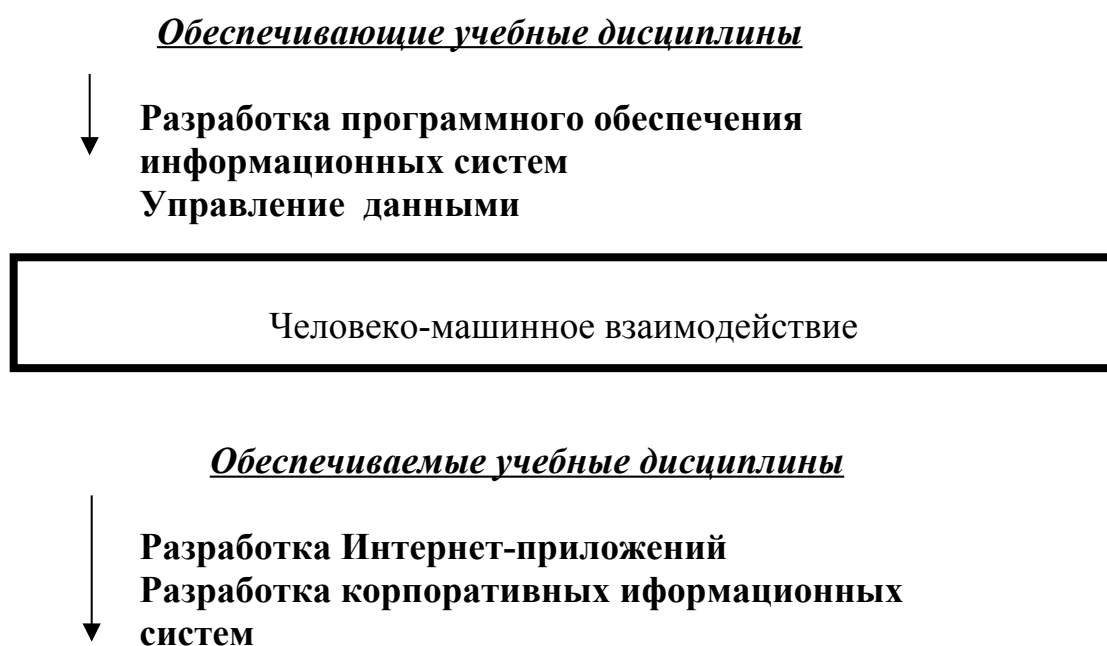 Обеспечивающие учебные дисциплины
Разработка программного обеспечения
информационных систем
Управление данными
Человеко-машинное взаимодействие
Обеспечиваемые учебные дисциплины
Разработка Интернет-приложений
Разработка корпоративных иформационных
систем